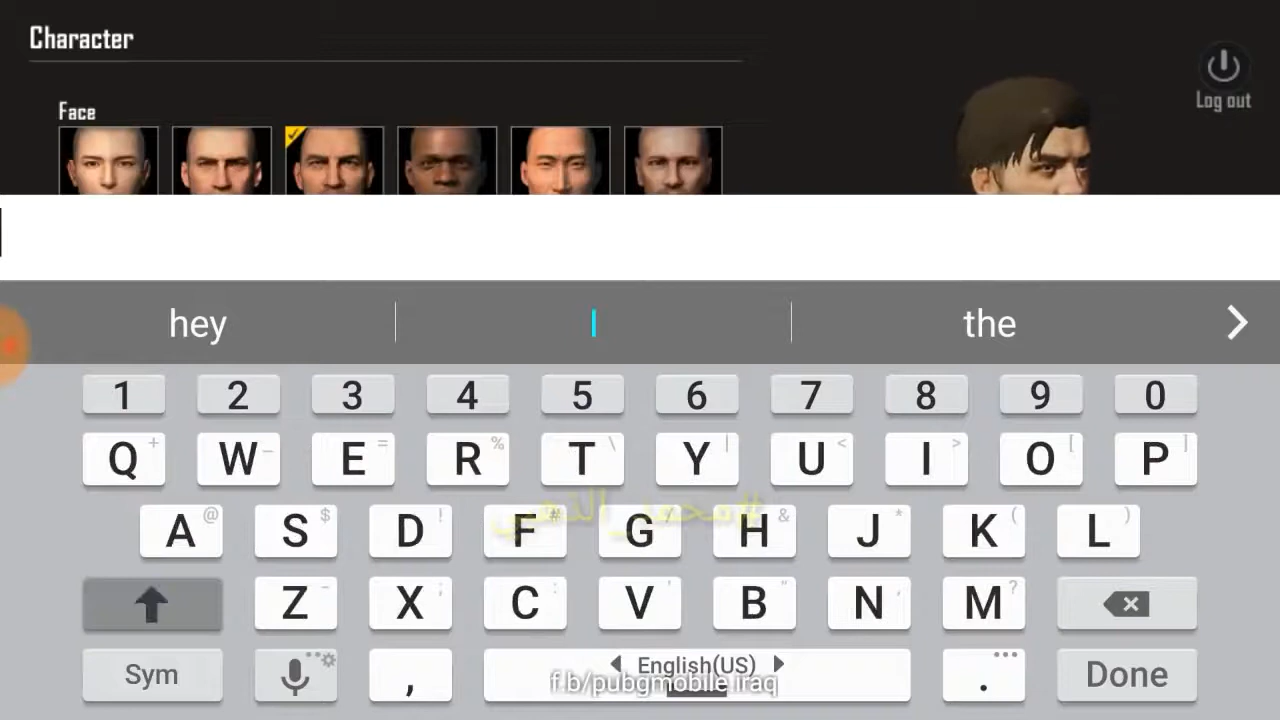 Character
Log out
Face
hey
I
the
1 2 3 4 5 6 7 8 9 0
Q + W - E = R % T \ Y | U < I > O [ P ]
A @ S $ D ! F # G / H & J * K ( L )
Z - X ; C : V ' B " N , M ?
Sym , English(US) . Done
#محمد_الذهبي
f.b/pubgmobile.iraq